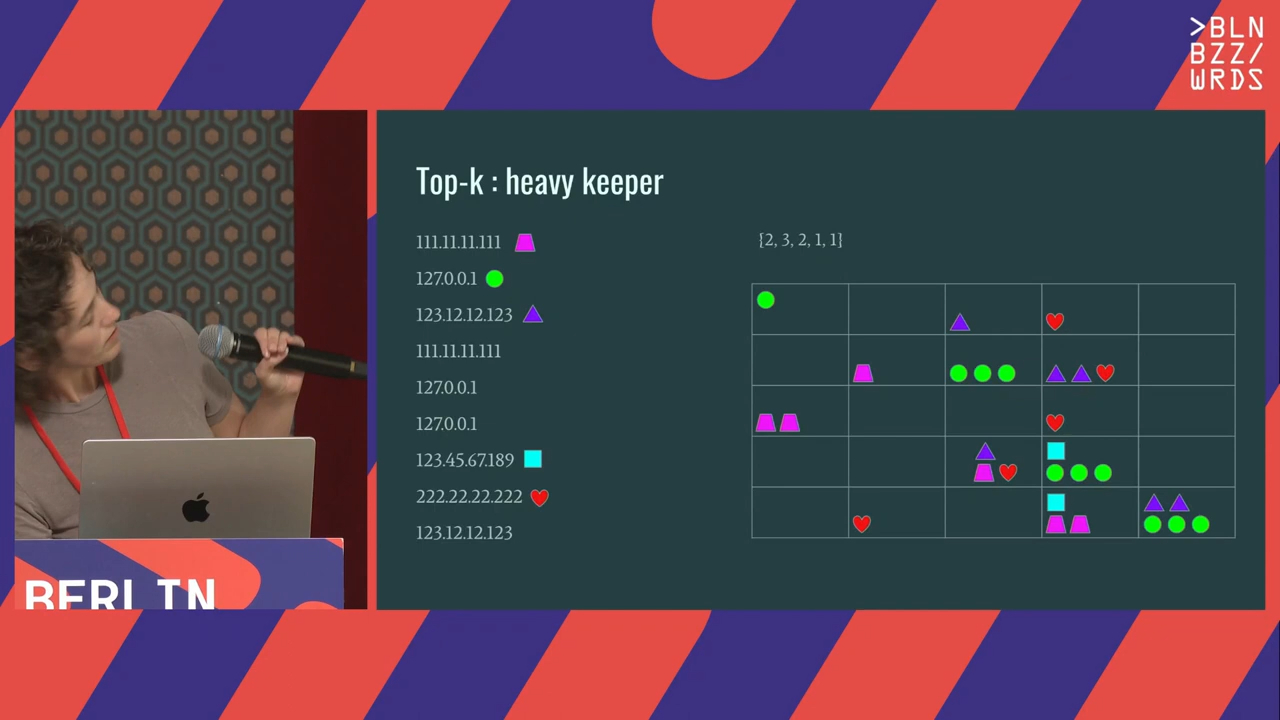 >BLN
BZZ/
WRDS
Top-k : heavy keeper
111.11.11.111
127.0.0.1
123.12.12.123
111.11.11.111
127.0.0.1
127.0.0.1
123.45.67.189
222.22.22.222
123.12.12.123
{2, 3, 2, 1, 1}
BERLIN